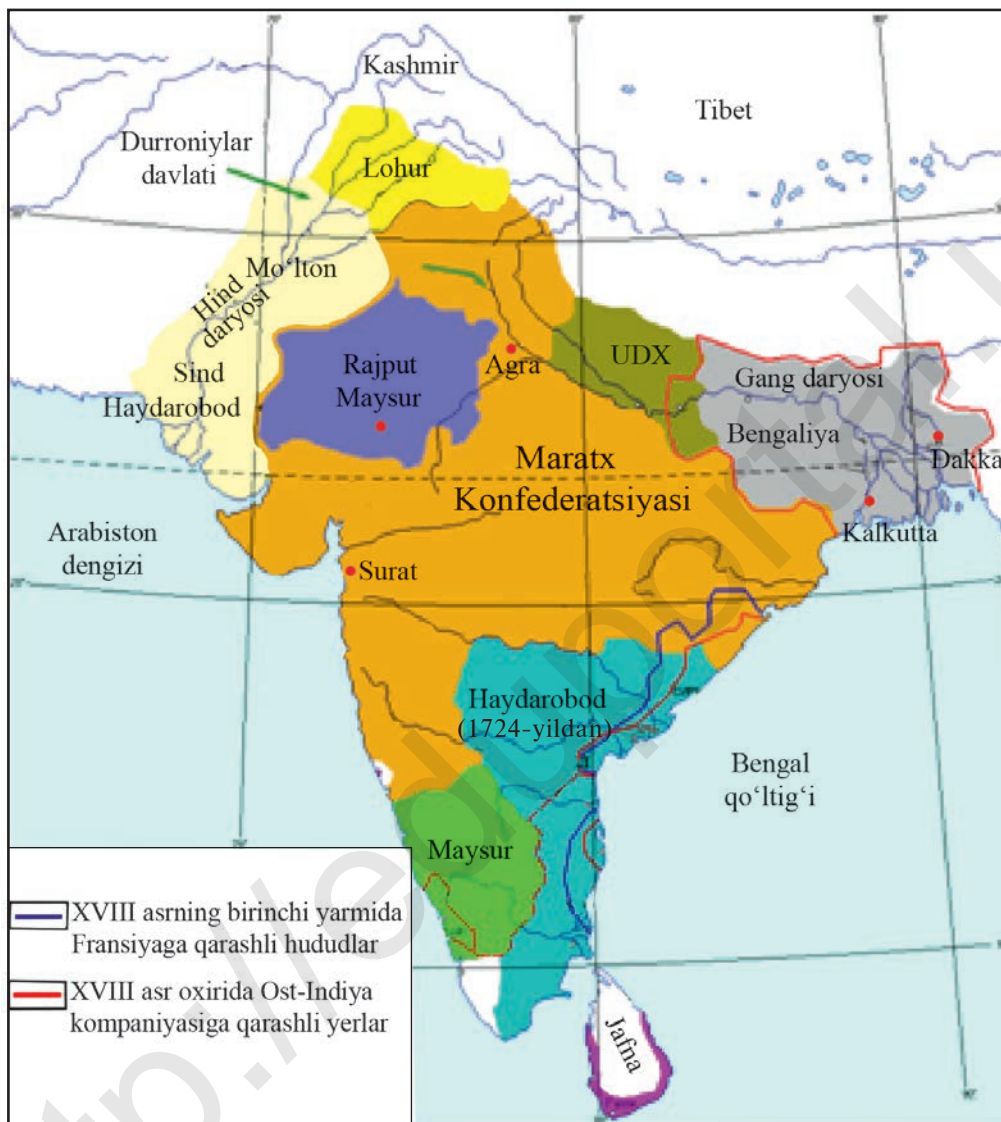 Kashmir
Tibet
Durroniylar
davlati
Lohur
Mo‘lton
Hind
daryosi
Sind
Haydarobod
Rajput
Maysur
Agra
UDX
Gang daryosi
Bengaliya
Dakka
Kalkutta
Maratx
Konfederatsiyasi
Arabiston
dengizi
Surat
Haydarobod
(1724-yildan)
Bengal
qo‘ltig‘i
Maysur
Jafna
XVIII asrning birinchi yarmida
Fransiyaga qarashli hududlar
XVIII asr oxirida Ost-Indiya
kompaniyasiga qarashli yerlar